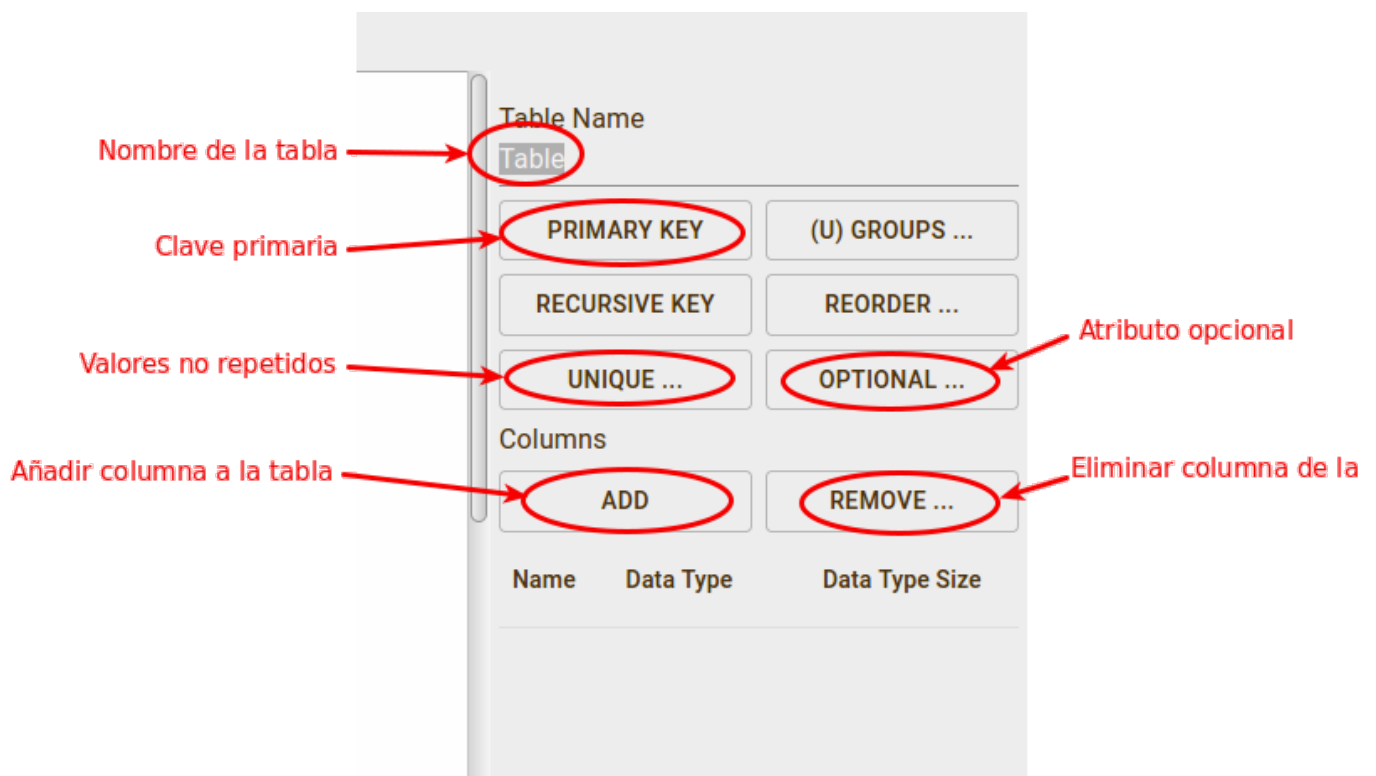 Table Name
Nombre de la tabla
Table
PRIMARY KEY
(U) GROUPS ...
Clave primaria
RECURSIVE KEY
REORDER ...
Atributo opcional
Valores no repetidos
UNIQUE ...
OPTIONAL ...
Columns
Añadir columna a la tabla
Eliminar columna de la
ADD
REMOVE ...
Name
Data Type
Data Type Size